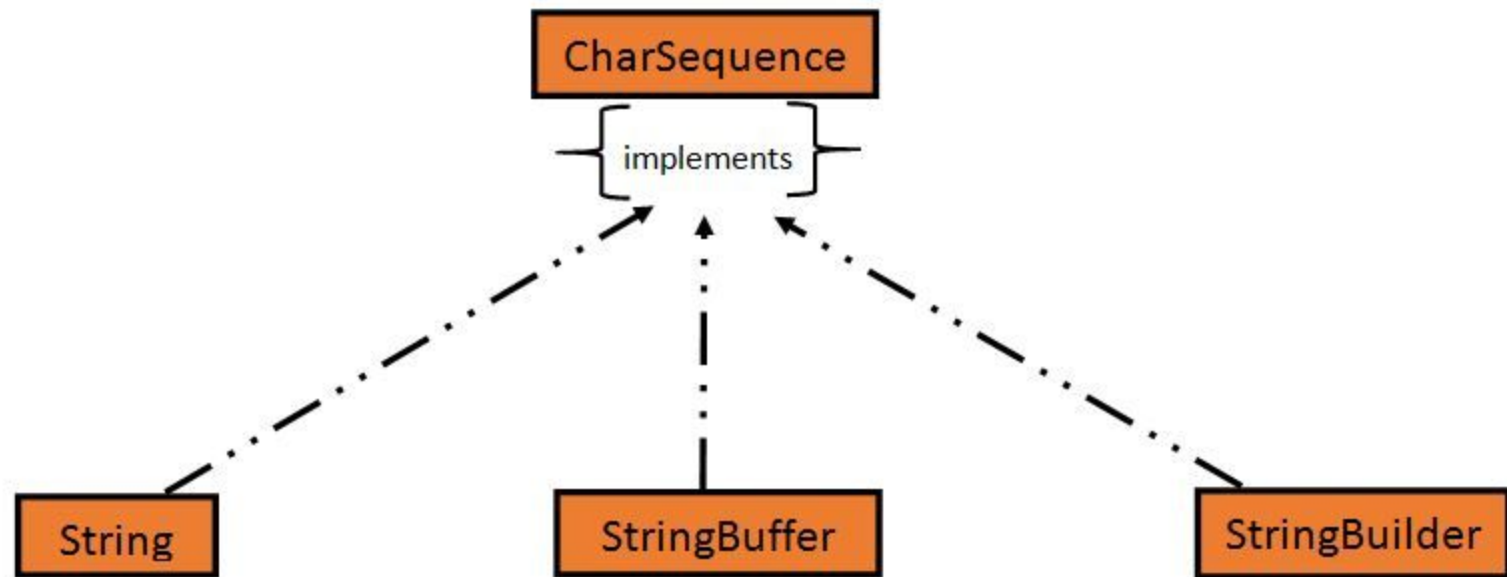 CharSequence
implements
String
StringBuffer
StringBuilder